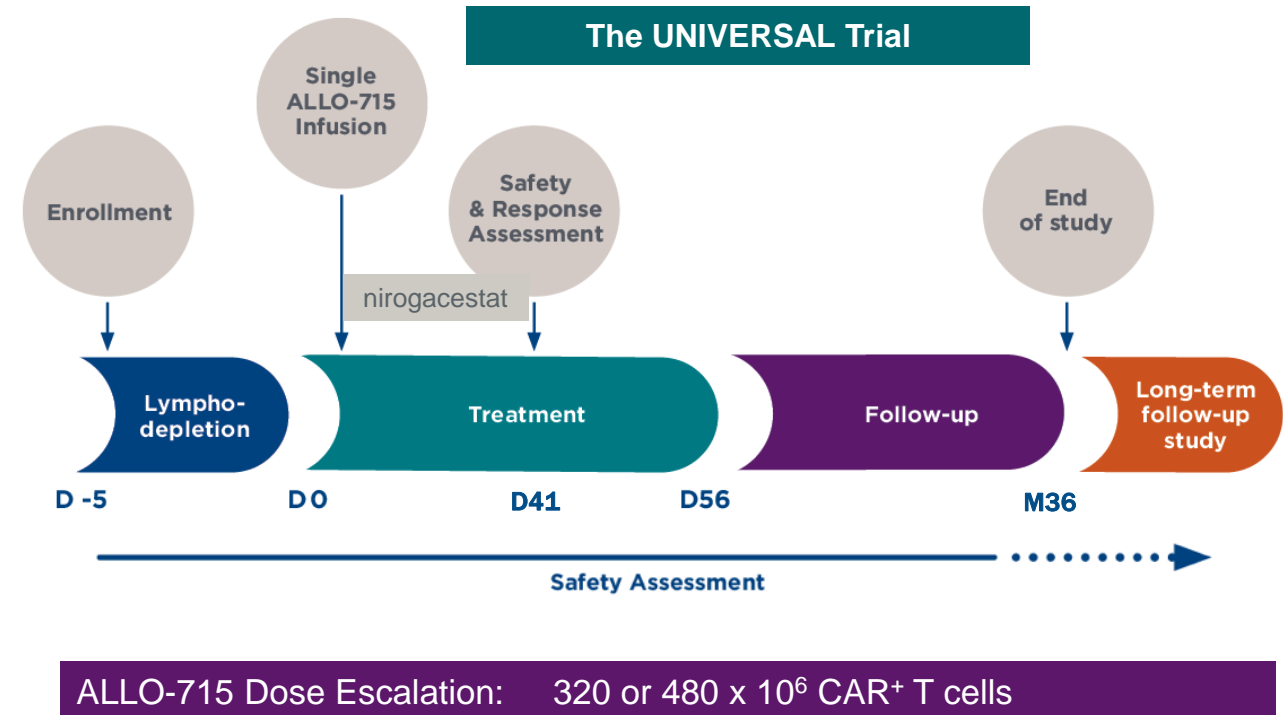 The UNIVERSAL Trial
Single
ALLO-715
Infusion
Enrollment
Safety
& Response
Assessment
End
of study
nirogacestat
Lympho-
depletion
Treatment
Follow-up
Long-term
follow-up
study
D -5
D 0
D41
D56
M36
Safety Assessment
ALLO-715 Dose Escalation: 320 or 480 x 10⁶ CAR⁺ T cells